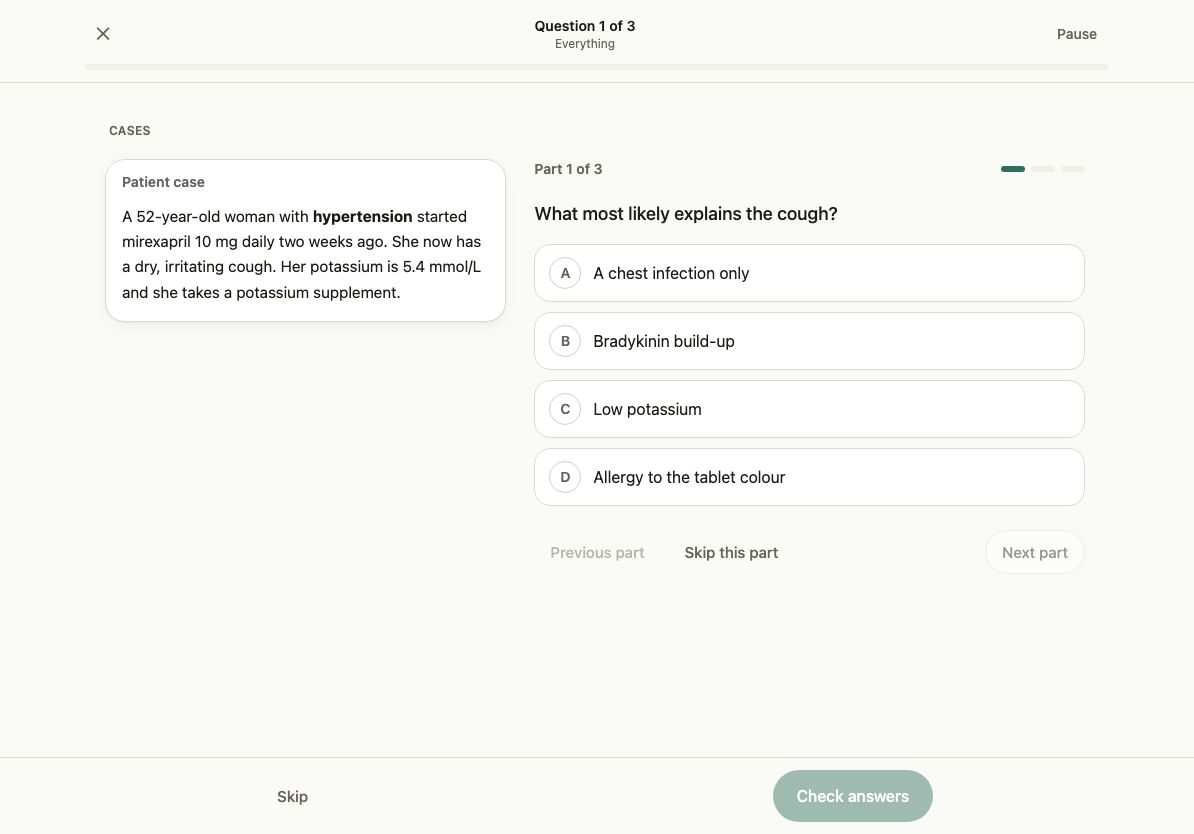 Question 1 of 3
Everything
Pause
CASES
Patient case
A 52-year-old woman with hypertension started
mirexapril 10 mg daily two weeks ago. She now has
a dry, irritating cough. Her potassium is 5.4 mmol/L
and she takes a potassium supplement.
Part 1 of 3
What most likely explains the cough?
A A chest infection only
B Bradykinin build-up
C Low potassium
D Allergy to the tablet colour
Previous part
Skip this part
Next part
Skip
Check answers